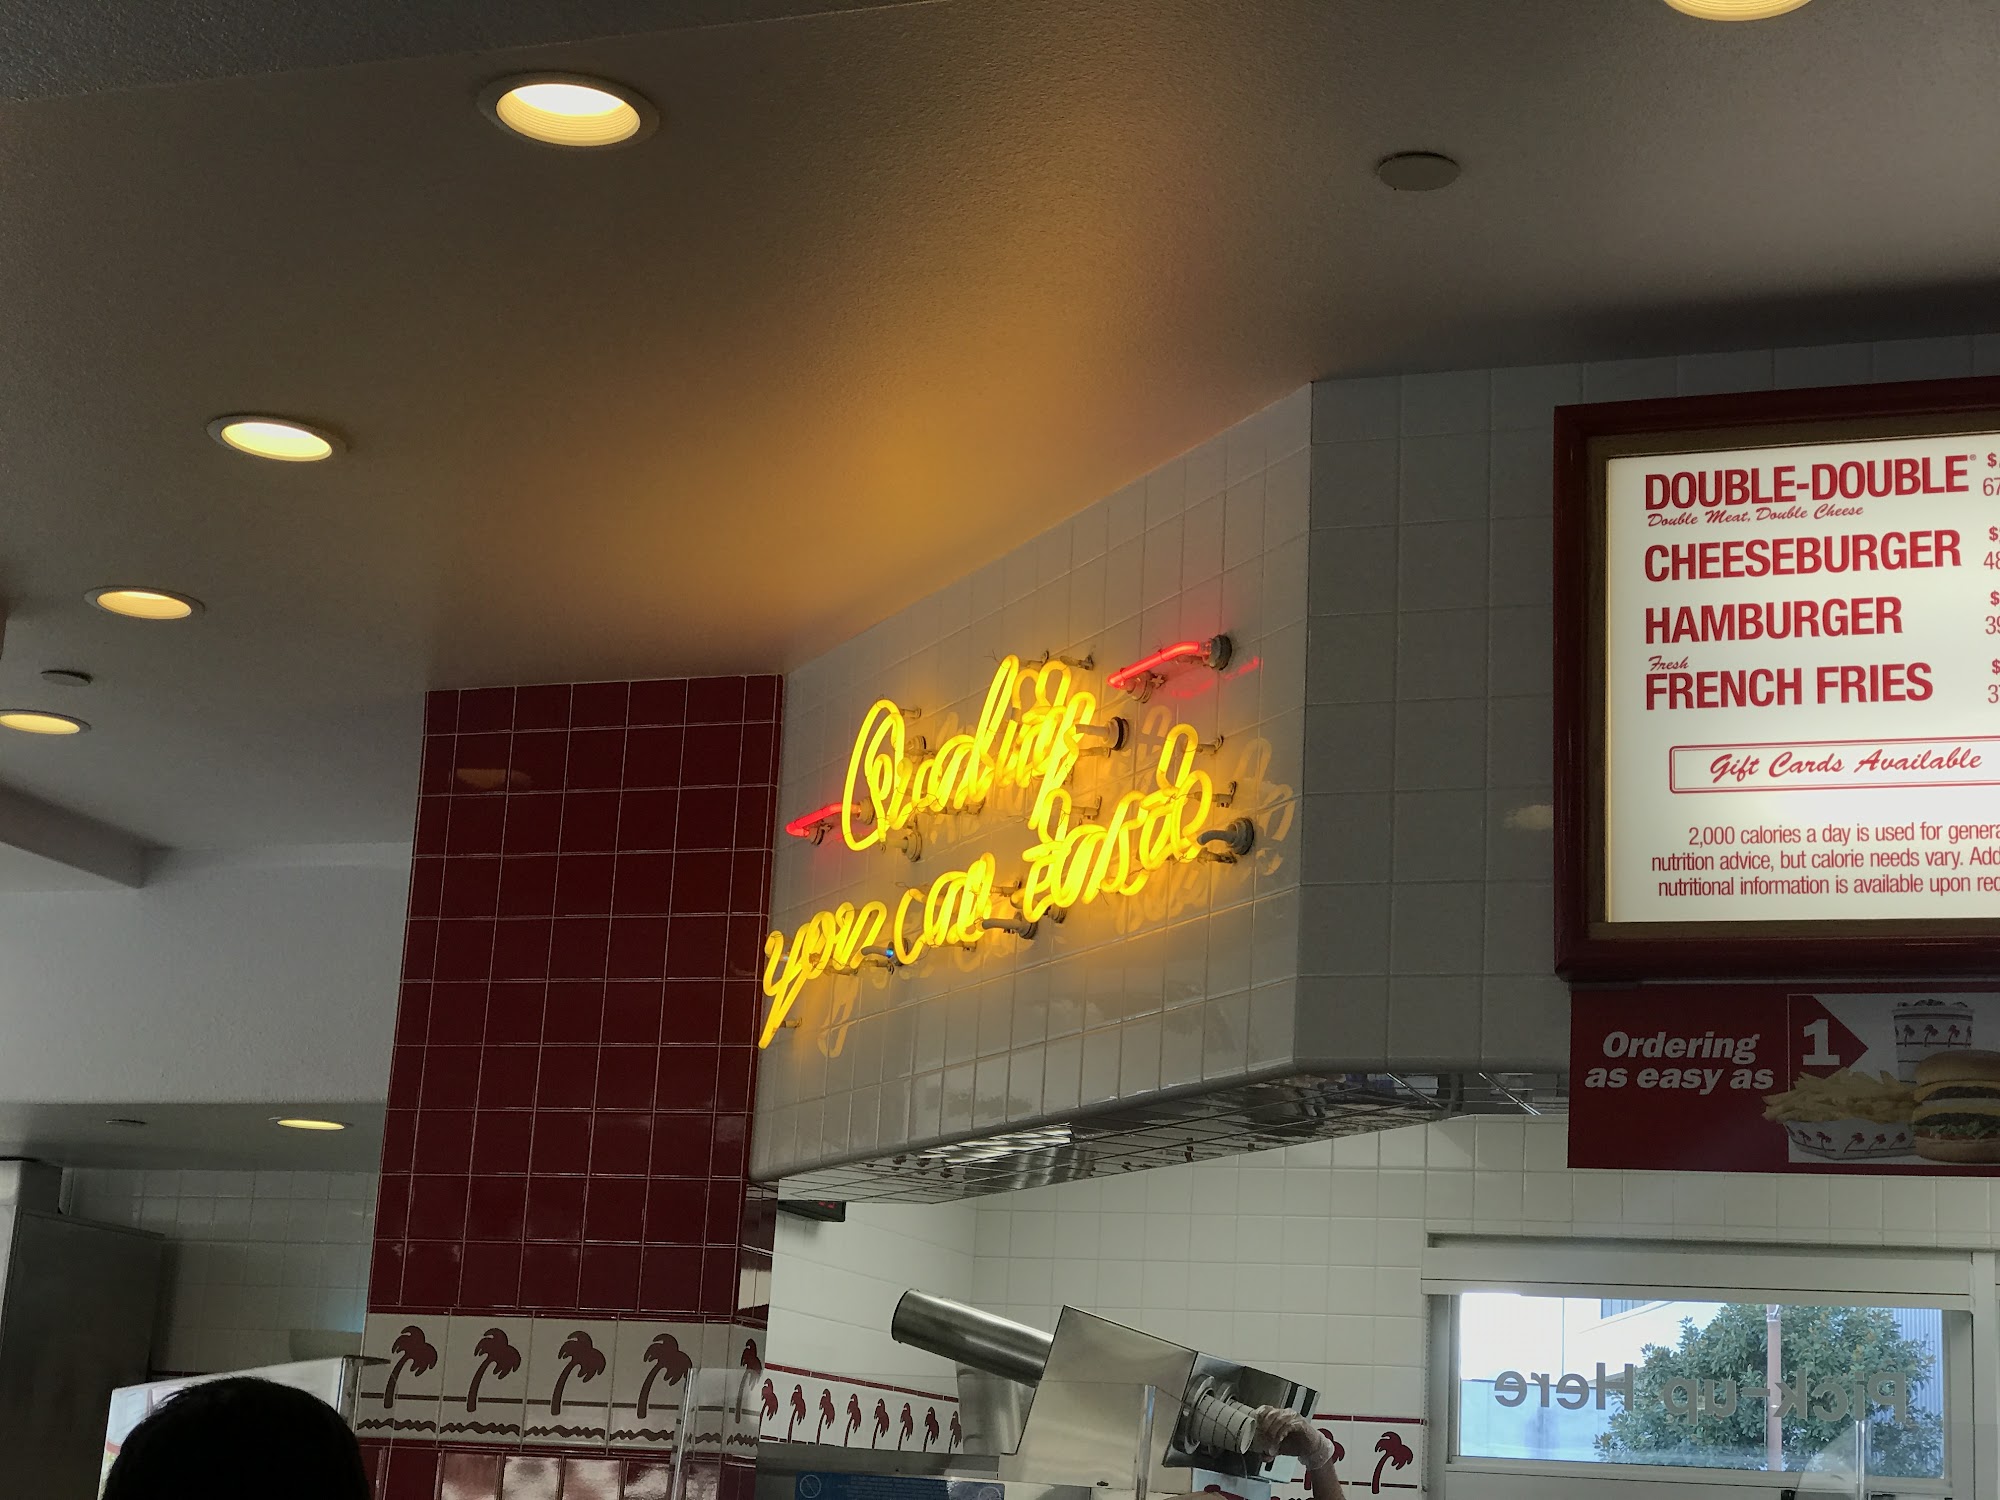 Quality
you can taste
DOUBLE-DOUBLE®
Double Meat, Double Cheese
CHEESEBURGER
HAMBURGER
Fresh
FRENCH FRIES
Gift Cards Available
2,000 calories a day is used for
nutrition advice, but calorie needs vary.
nutritional information is available upon
Ordering
as easy as
1
Pick-up Here